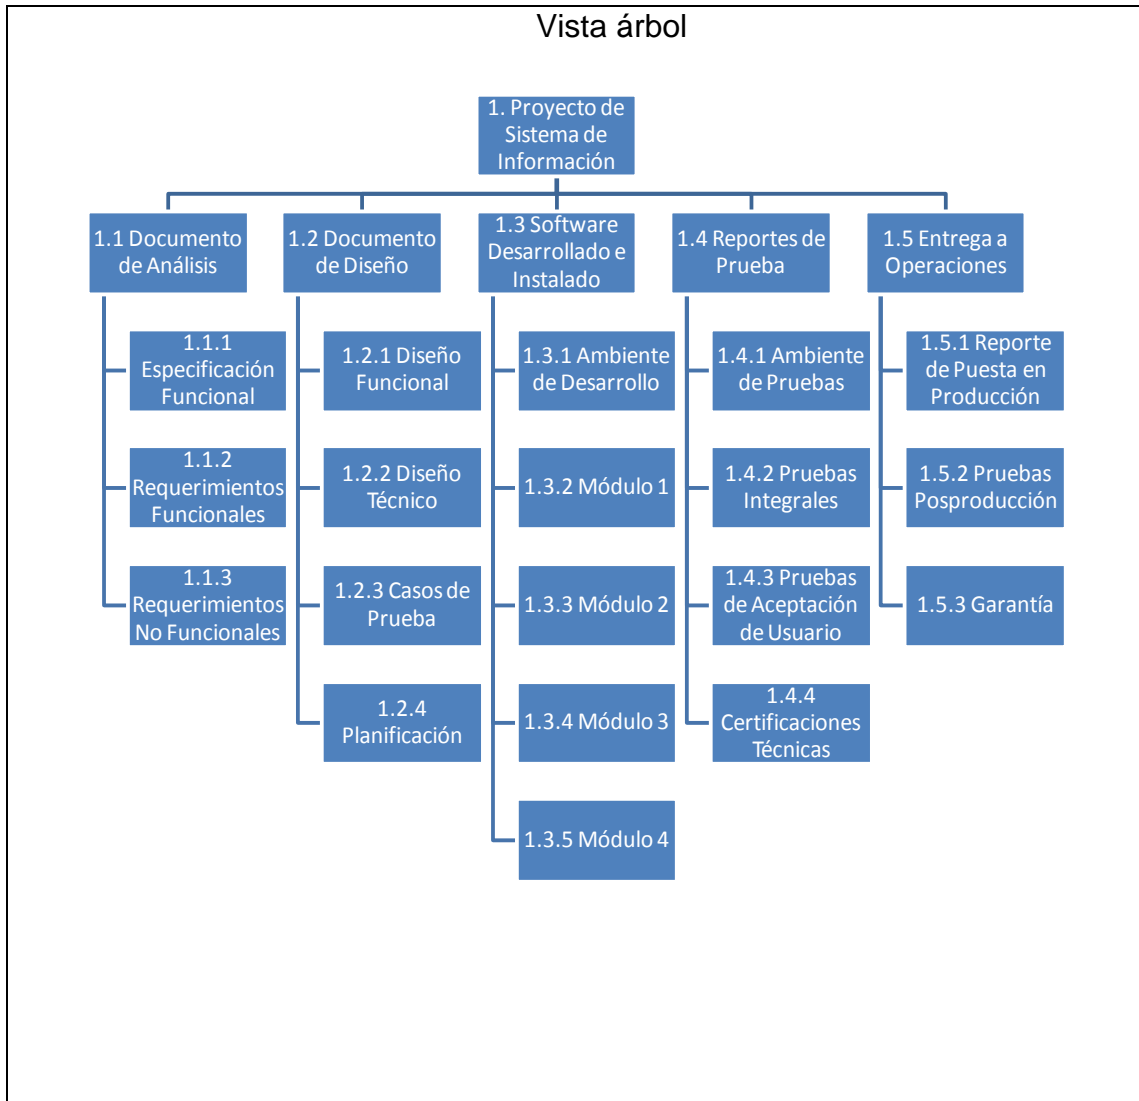 Vista árbol
1. Proyecto de
Sistema de
Información
1.1 Documento
de Análisis
1.2 Documento
de Diseño
1.3 Software
Desarrollado e
Instalado
1.4 Reportes de
Prueba
1.5 Entrega a
Operaciones
1.1.1
Especificación
Funcional
1.2.1 Diseño
Funcional
1.3.1 Ambiente
de Desarrollo
1.4.1 Ambiente
de Pruebas
1.5.1 Reporte
de Puesta en
Producción
1.1.2
Requerimientos
Funcionales
1.2.2 Diseño
Técnico
1.3.2 Módulo 1
1.4.2 Pruebas
Integrales
1.5.2 Pruebas
Posproducción
1.1.3
Requerimientos
No Funcionales
1.2.3 Casos de
Prueba
1.3.3 Módulo 2
1.4.3 Pruebas
de Aceptación
de Usuario
1.5.3 Garantía
1.2.4
Planificación
1.3.4 Módulo 3
1.4.4
Certificaciones
Técnicas
1.3.5 Módulo 4